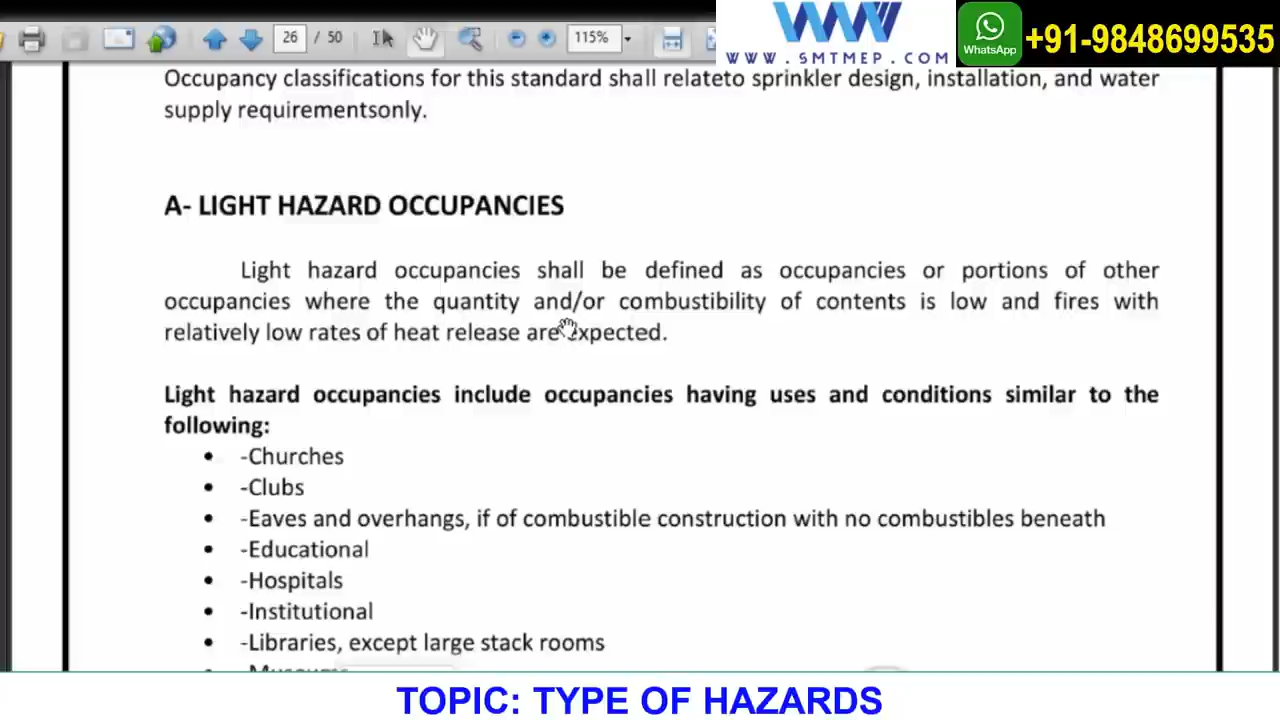 26 / 50
115%
WWW.SMTMEP.COM
WhatsApp
+91-9848699535
Occupancy classifications for this standard shall relateto sprinkler design, installation, and water
supply requirementsonly.
A- LIGHT HAZARD OCCUPANCIES
Light hazard occupancies shall be defined as occupancies or portions of other
occupancies where the quantity and/or combustibility of contents is low and fires with
relatively low rates of heat release are expected.
Light hazard occupancies include occupancies having uses and conditions similar to the
following:
• -Churches
• -Clubs
• -Eaves and overhangs, if of combustible construction with no combustibles beneath
• -Educational
• -Hospitals
• -Institutional
• -Libraries, except large stack rooms
• -Museums
TOPIC: TYPE OF HAZARDS